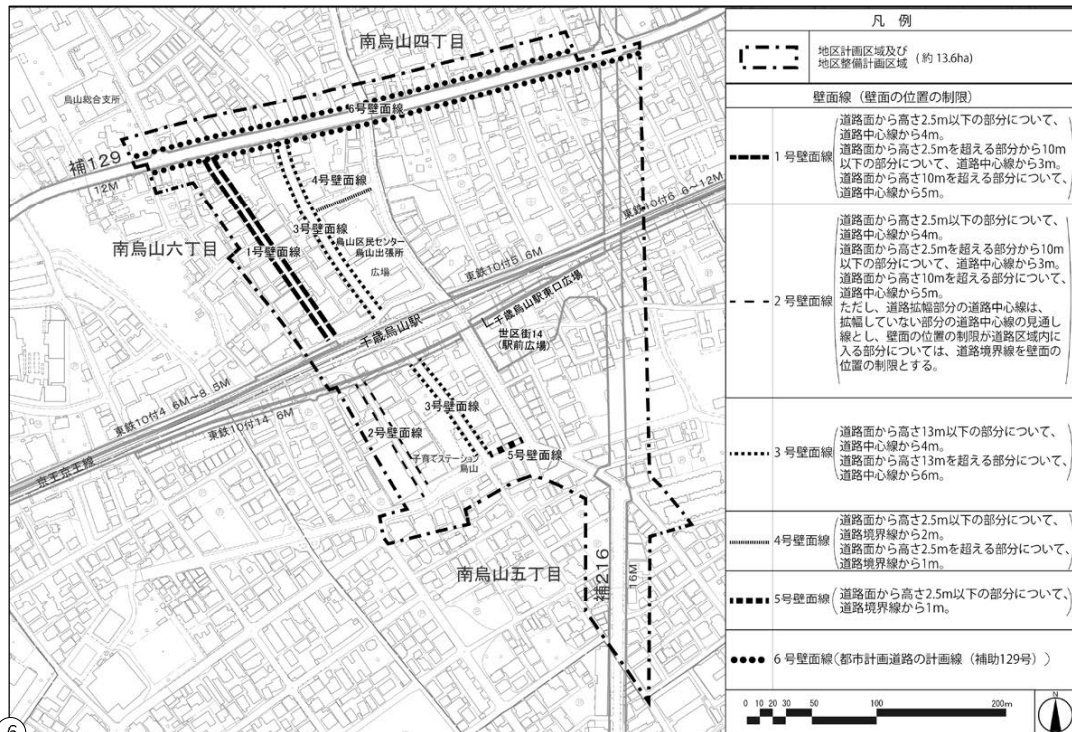 南烏山四丁目
烏山総合支所
6号壁面線
補129
12M
4号壁面線
3号壁面線
南烏山六丁目
1号壁面線
烏山区民センター
烏山出張所
広場
東鉄10付6 6~12M
東鉄10付5 6M
千歳烏山駅
千歳烏山駅東口広場
世区街14
(駅前広場)
東鉄10付4 6M~8.5M
東鉄10付14 6M
京王京王線
3号壁面線
2号壁面線
子育てステーション
烏山
5号壁面線
南烏山五丁目
補216
16M
6
凡 例
地区計画区域及び
地区整備計画区域 (約 13.6ha)
壁面線(壁面の位置の制限)
1号壁面線
道路面から高さ2.5m以下の部分について、
道路中心線から4m。
道路面から高さ2.5mを超える部分から10m
以下の部分について、道路中心線から3m。
道路面から高さ10mを超える部分について、
道路中心線から5m。
2号壁面線
道路面から高さ2.5m以下の部分について、
道路中心線から4m。
道路面から高さ2.5mを超える部分から10m
以下の部分について、道路中心線から3m。
道路面から高さ10mを超える部分について、
道路中心線から5m。
ただし、道路拡幅部分の道路中心線は、
拡幅していない部分の道路中心線の見通し
線とし、壁面の位置の制限が道路区域内に
入る部分については、道路境界線を壁面の
位置の制限とする。
3号壁面線
道路面から高さ13m以下の部分について、
道路中心線から4m。
道路面から高さ13mを超える部分について、
道路中心線から6m。
4号壁面線
道路面から高さ2.5m以下の部分について、
道路境界線から2m。
道路面から高さ2.5mを超える部分について、
道路境界線から1m。
5号壁面線
道路面から高さ2.5m以下の部分について、
道路境界線から1m。
6号壁面線(都市計画道路の計画線(補助129号))
0 10 20 30 50 100 200m
N